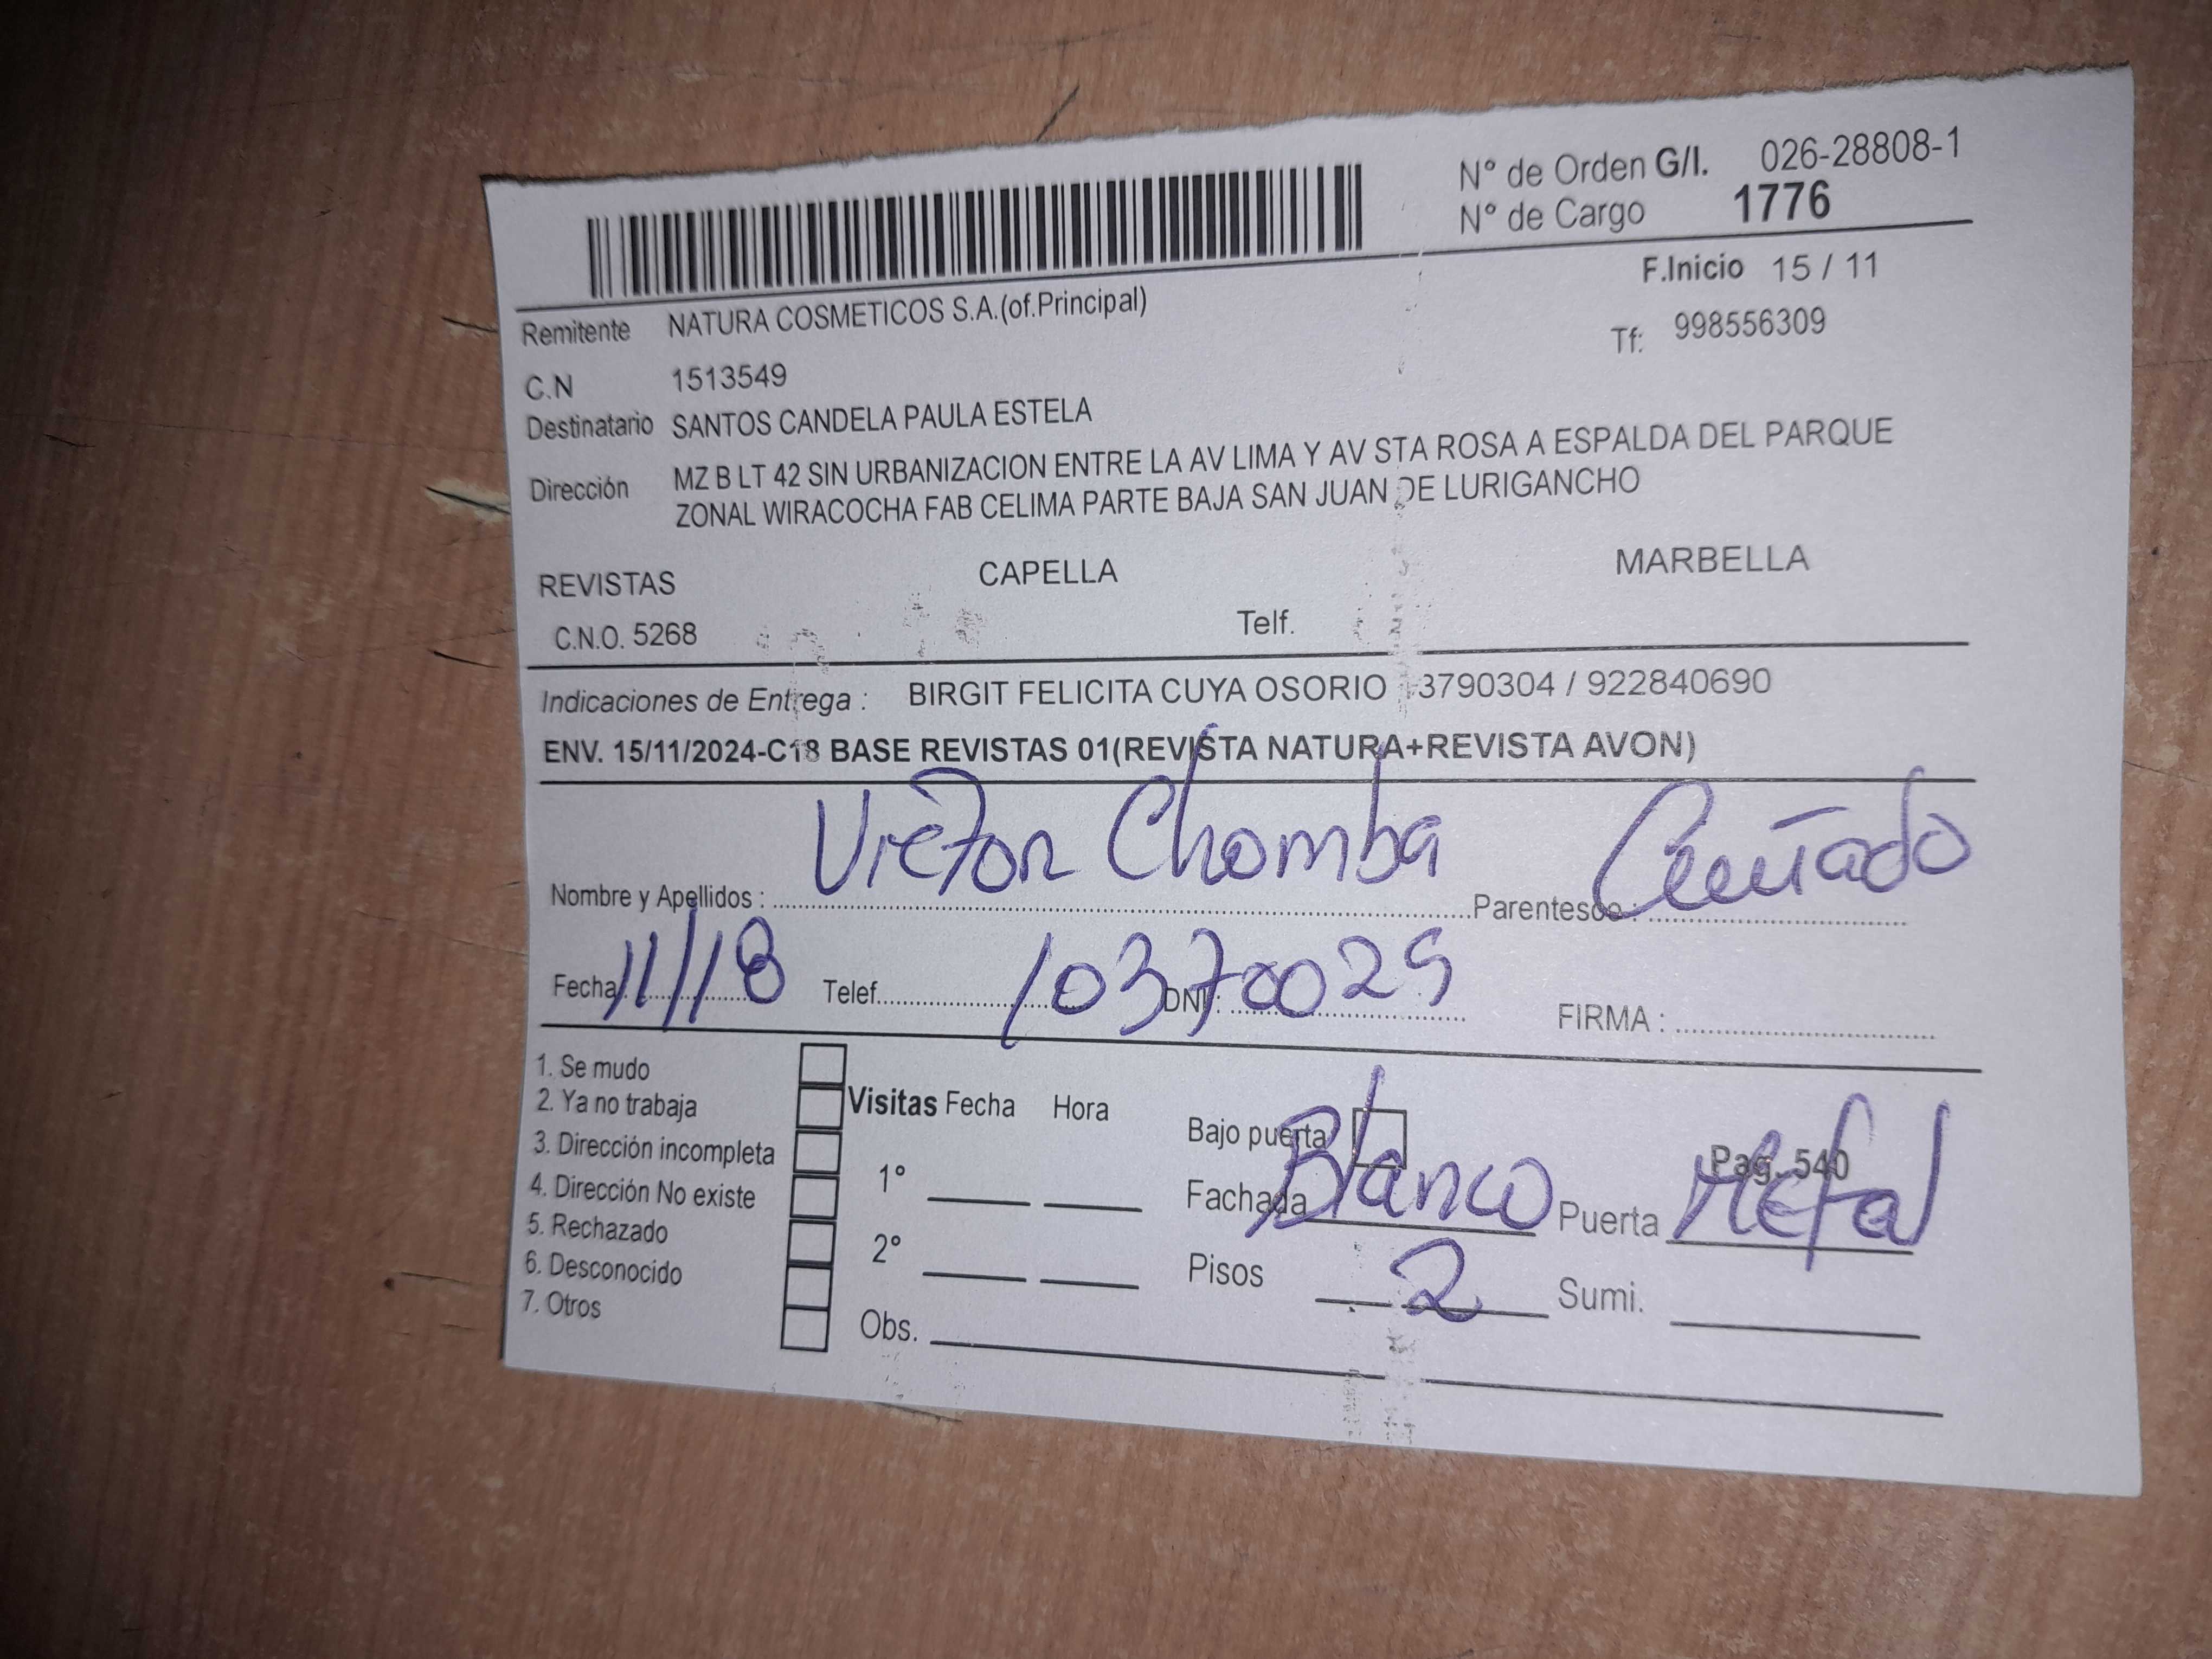 N° de Orden G/I. 026-28808-1
N° de Cargo 1776
F.Inicio 15 / 11
Remitente NATURA COSMETICOS S.A.(of.Principal)
Tf: 998556309
C.N 1513549
Destinatario SANTOS CANDELA PAULA ESTELA
Dirección MZ B LT 42 SIN URBANIZACION ENTRE LA AV LIMA Y AV STA ROSA A ESPALDA DEL PARQUE
ZONAL WIRACOCHA FAB CELIMA PARTE BAJA SAN JUAN DE LURIGANCHO
REVISTAS CAPELLA MARBELLA
C.N.O. 5268 Telf.
Indicaciones de Entrega : BIRGIT FELICITA CUYA OSORIO 3790304 / 922840690
ENV. 15/11/2024-C18 BASE REVISTAS 01(REVISTA NATURA+REVISTA AVON)
Nombre y Apellidos : Victor Chomba Parentesco : Cuñado
Fecha: 11/18 Telef. DNI : 10370029 FIRMA :
1. Se mudo
2. Ya no trabaja
3. Dirección incompleta
4. Dirección No existe
5. Rechazado
6. Desconocido
7. Otros
Visitas Fecha Hora
1°
2°
Obs.
Bajo puerta
Pag. 540
Fachada Blanco Puerta Metal
Pisos 2 Sumi.